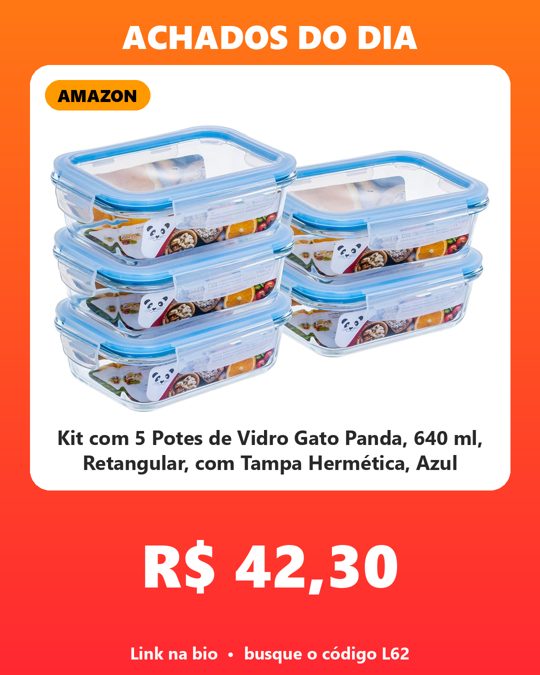 ACHADOS DO DIA
AMAZON
Kit com 5 Potes de Vidro Gato Panda, 640 ml,
Retangular, com Tampa Hermética, Azul
R$ 42,30
Link na bio • busque o código L62